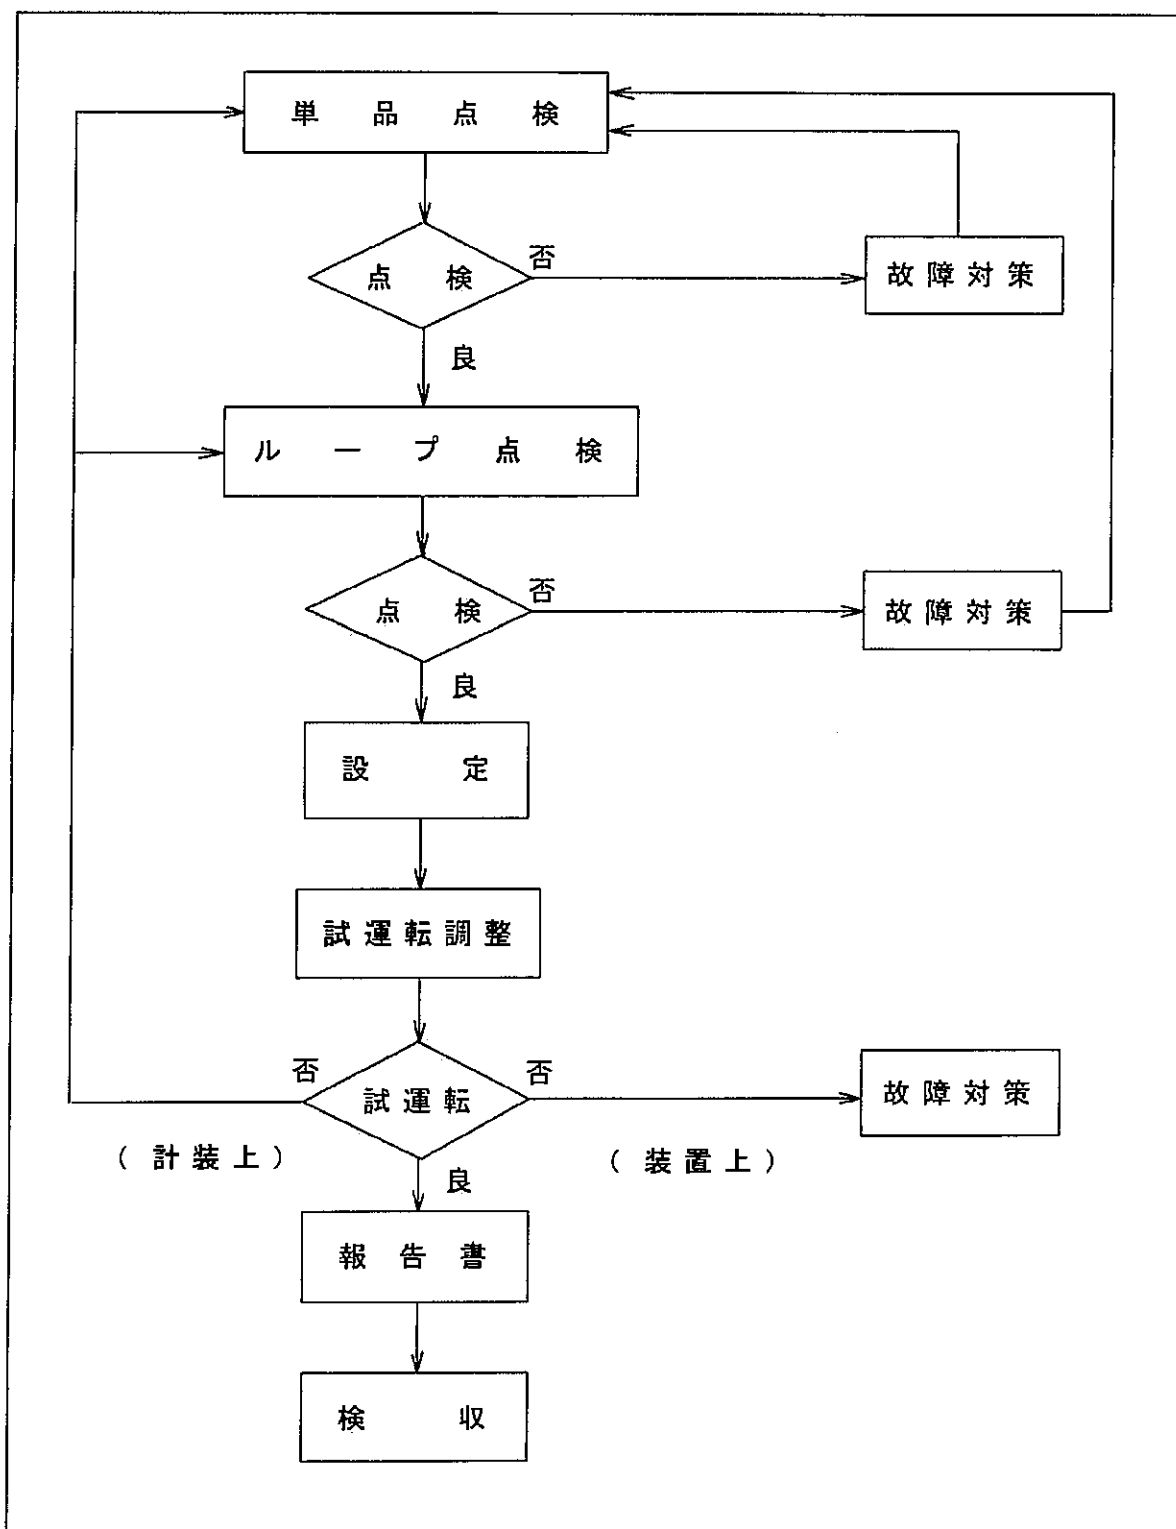 単品点検
点検
否
故障対策
良
ループ点検
点検
否
故障対策
良
設定
試運転調整
否
試運転
否
故障対策
(計装上)
(装置上)
良
報告書
検収